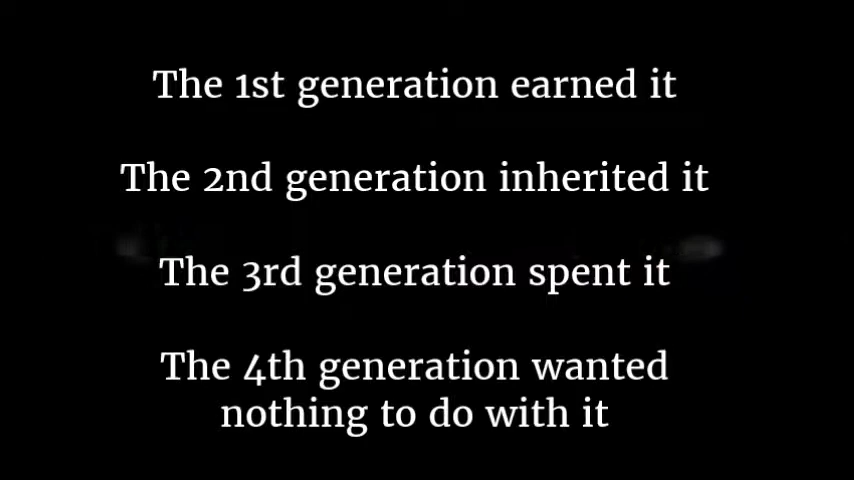 The 1st generation earned it
The 2nd generation inherited it
The 3rd generation spent it
The 4th generation wanted
nothing to do with it